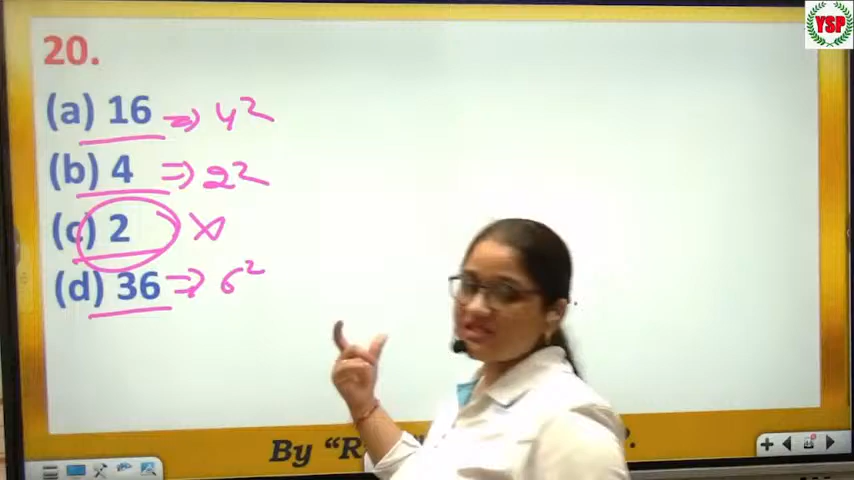 YSP
20.
(a) 16 => 4²
(b) 4 => 2²
(c) 2 ×
(d) 36 => 6²
By "R